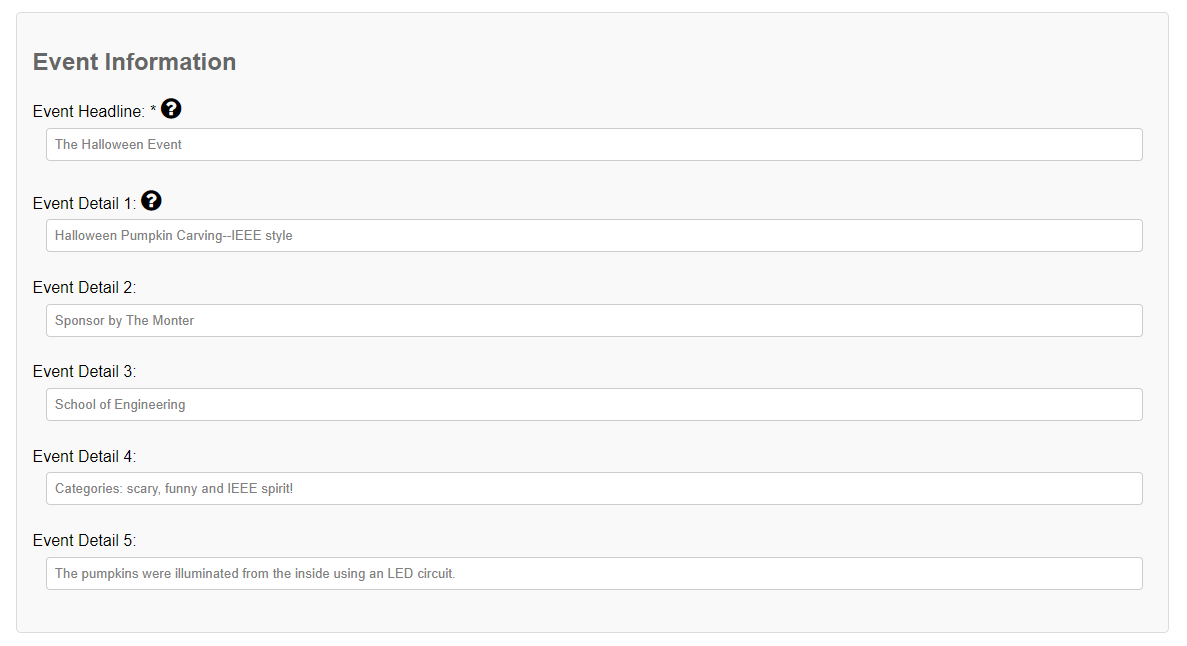 Event Information
Event Headline: * ?
The Halloween Event
Event Detail 1: ?
Halloween Pumpkin Carving--IEEE style
Event Detail 2:
Sponsor by The Monter
Event Detail 3:
School of Engineering
Event Detail 4:
Categories: scary, funny and IEEE spirit!
Event Detail 5:
The pumpkins were illuminated from the inside using an LED circuit.